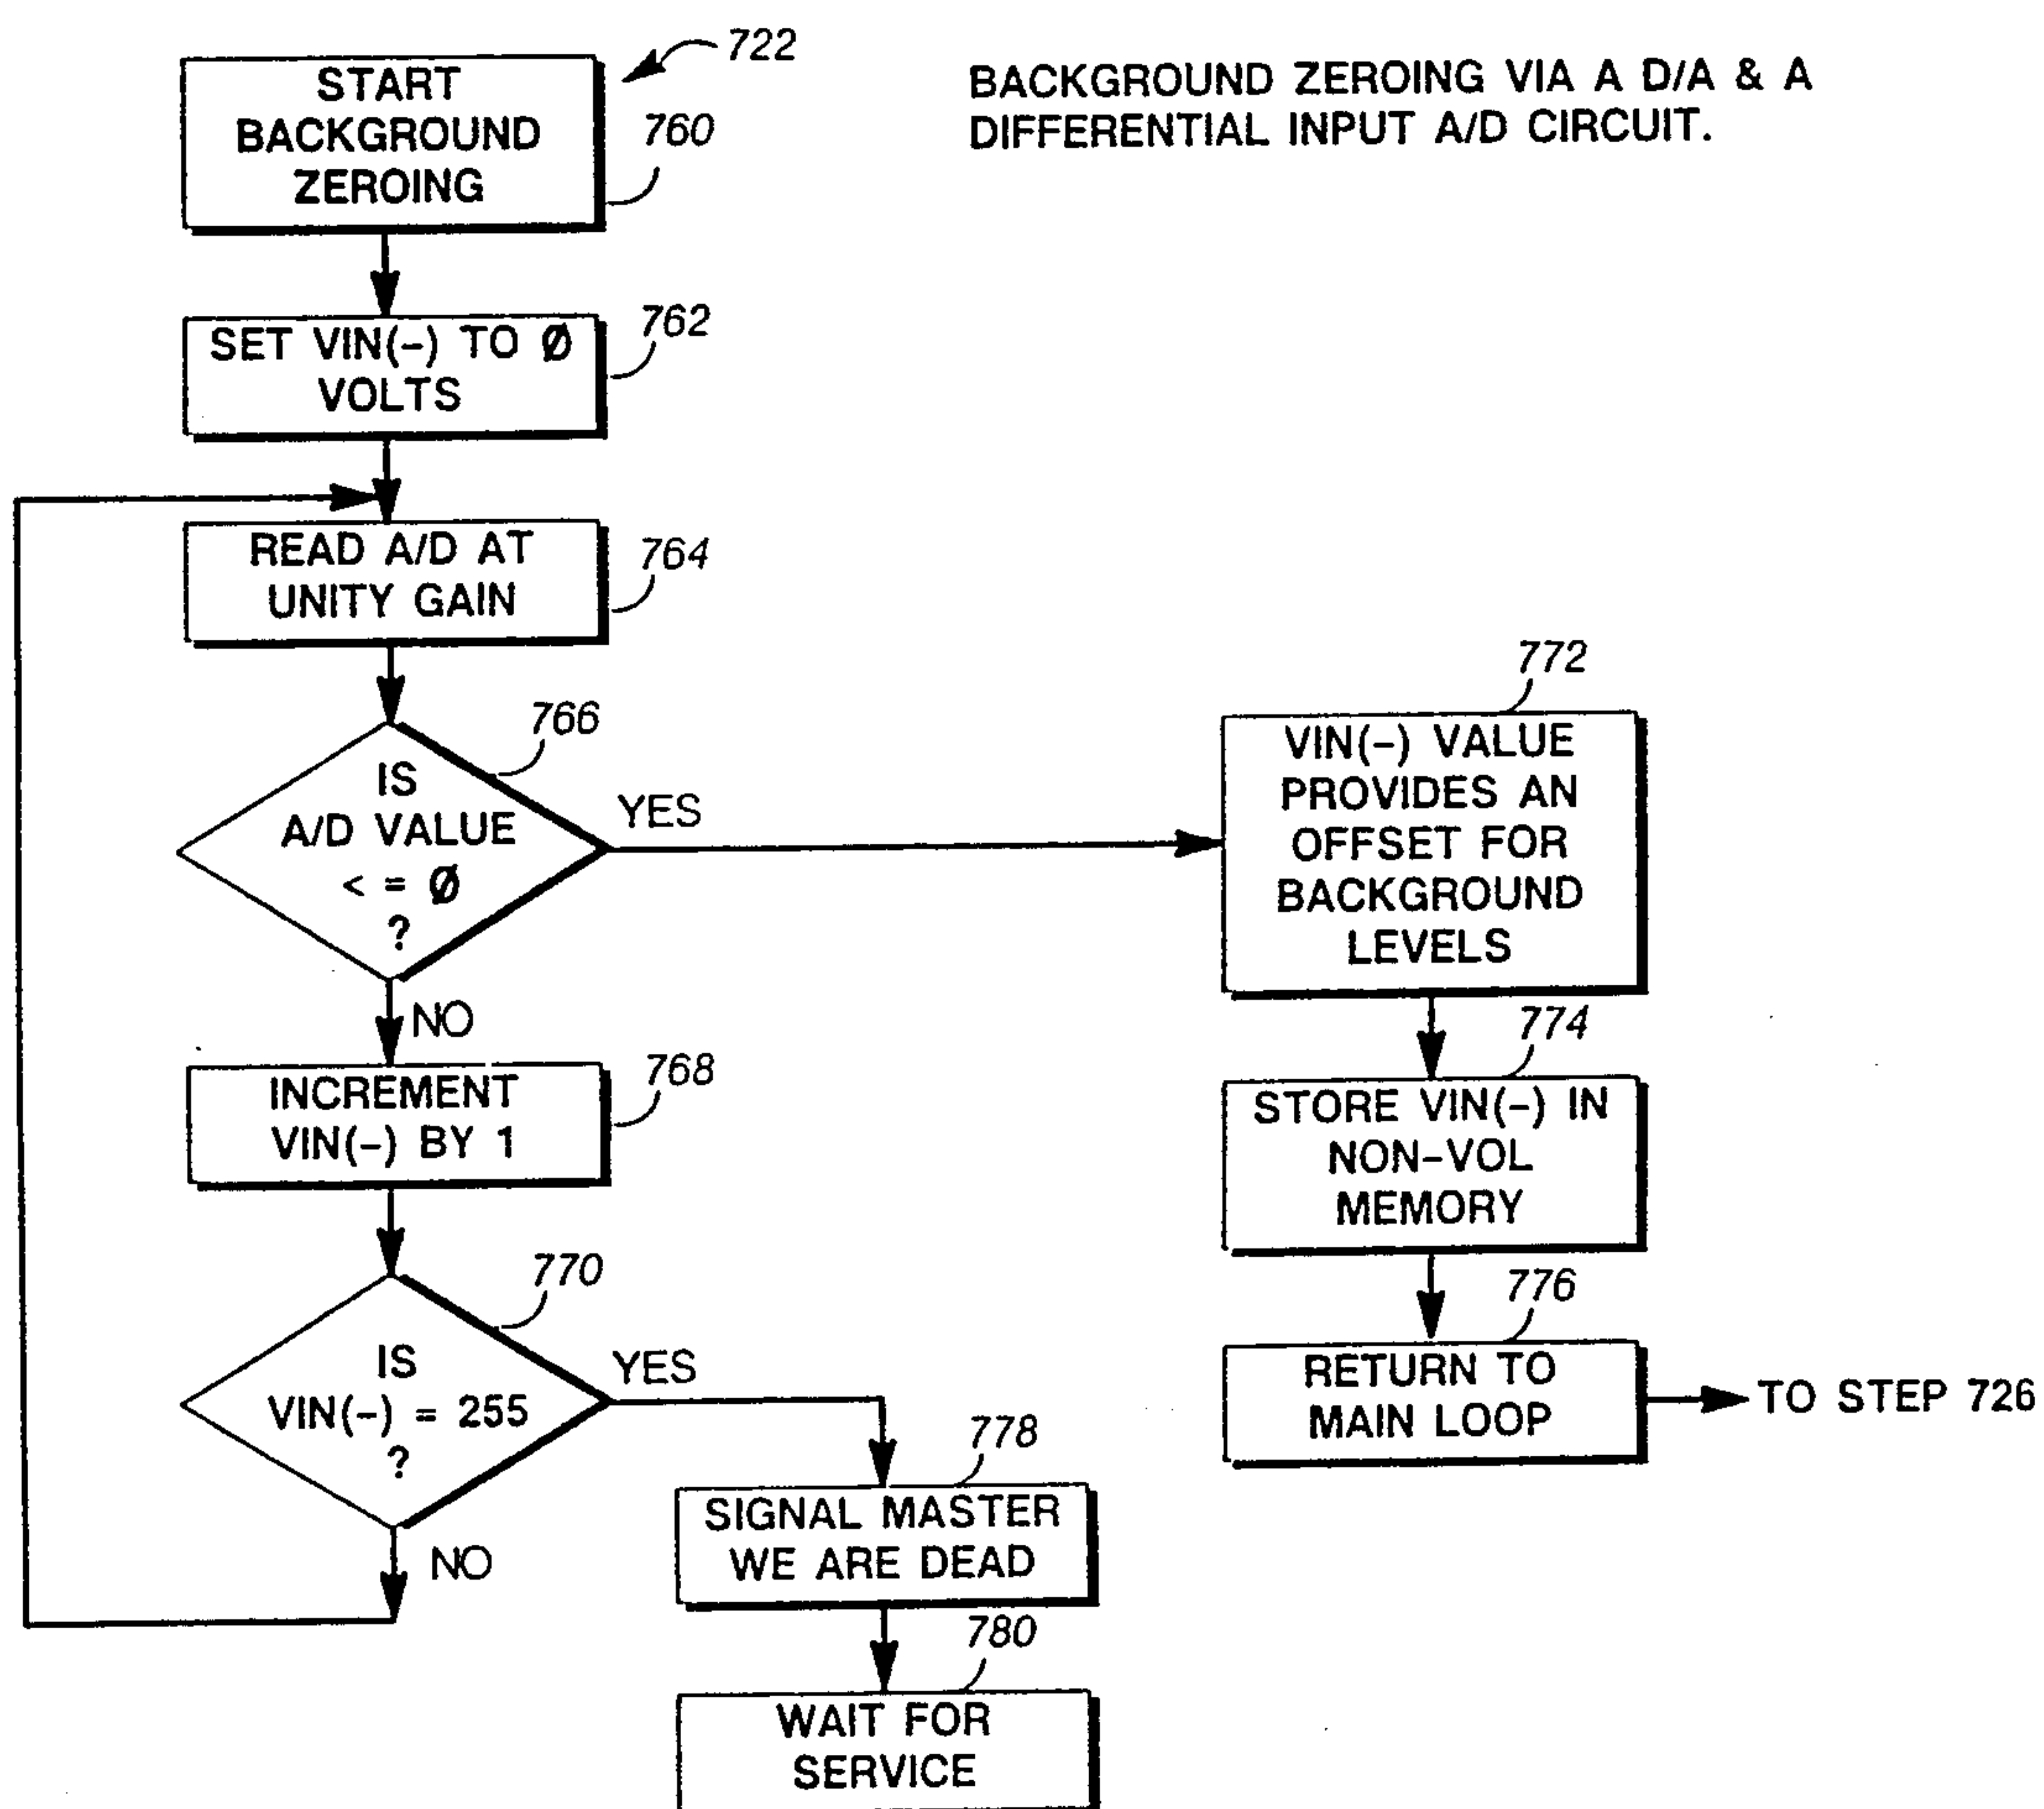 722
START
BACKGROUND
ZEROING
760
BACKGROUND ZEROING VIA A D/A & A
DIFFERENTIAL INPUT A/D CIRCUIT.
SET VIN(-) TO Ø
VOLTS
762
READ A/D AT
UNITY GAIN
764
IS
A/D VALUE
< = Ø
?
766
YES
NO
772
VIN(-) VALUE
PROVIDES AN
OFFSET FOR
BACKGROUND
LEVELS
INCREMENT
VIN(-) BY 1
768
774
STORE VIN(-) IN
NON-VOL
MEMORY
IS
VIN(-) = 255
?
770
YES
NO
776
RETURN TO
MAIN LOOP
TO STEP 726
778
SIGNAL MASTER
WE ARE DEAD
780
WAIT FOR
SERVICE